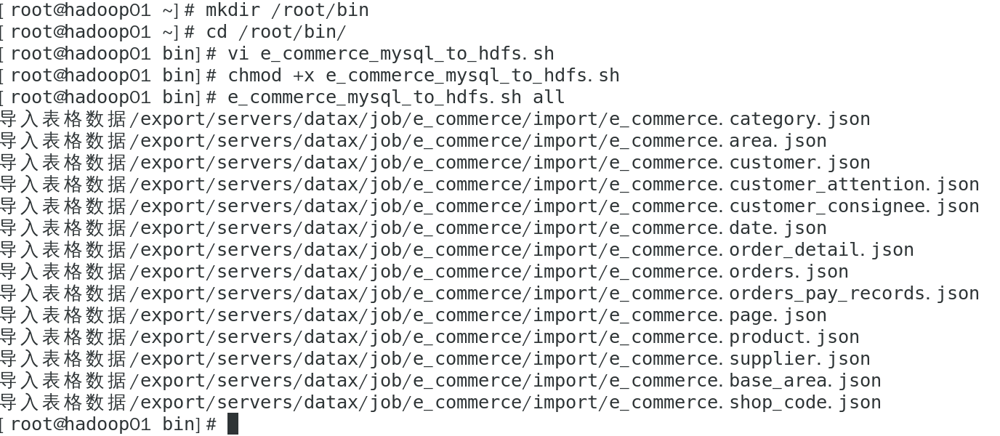 [root@hadoop01 ~]# mkdir /root/bin
[root@hadoop01 ~]# cd /root/bin/
[root@hadoop01 bin]# vi e_commerce_mysql_to_hdfs.sh
[root@hadoop01 bin]# chmod +x e_commerce_mysql_to_hdfs.sh
[root@hadoop01 bin]# e_commerce_mysql_to_hdfs.sh all
导入表格数据/export/servers/datax/job/e_commerce/import/e_commerce.category.json
导入表格数据/export/servers/datax/job/e_commerce/import/e_commerce.area.json
导入表格数据/export/servers/datax/job/e_commerce/import/e_commerce.customer.json
导入表格数据/export/servers/datax/job/e_commerce/import/e_commerce.customer_attention.json
导入表格数据/export/servers/datax/job/e_commerce/import/e_commerce.customer_consignee.json
导入表格数据/export/servers/datax/job/e_commerce/import/e_commerce.date.json
导入表格数据/export/servers/datax/job/e_commerce/import/e_commerce.order_detail.json
导入表格数据/export/servers/datax/job/e_commerce/import/e_commerce.orders.json
导入表格数据/export/servers/datax/job/e_commerce/import/e_commerce.orders_pay_records.json
导入表格数据/export/servers/datax/job/e_commerce/import/e_commerce.page.json
导入表格数据/export/servers/datax/job/e_commerce/import/e_commerce.product.json
导入表格数据/export/servers/datax/job/e_commerce/import/e_commerce.supplier.json
导入表格数据/export/servers/datax/job/e_commerce/import/e_commerce.base_area.json
导入表格数据/export/servers/datax/job/e_commerce/import/e_commerce.shop_code.json
[root@hadoop01 bin]#